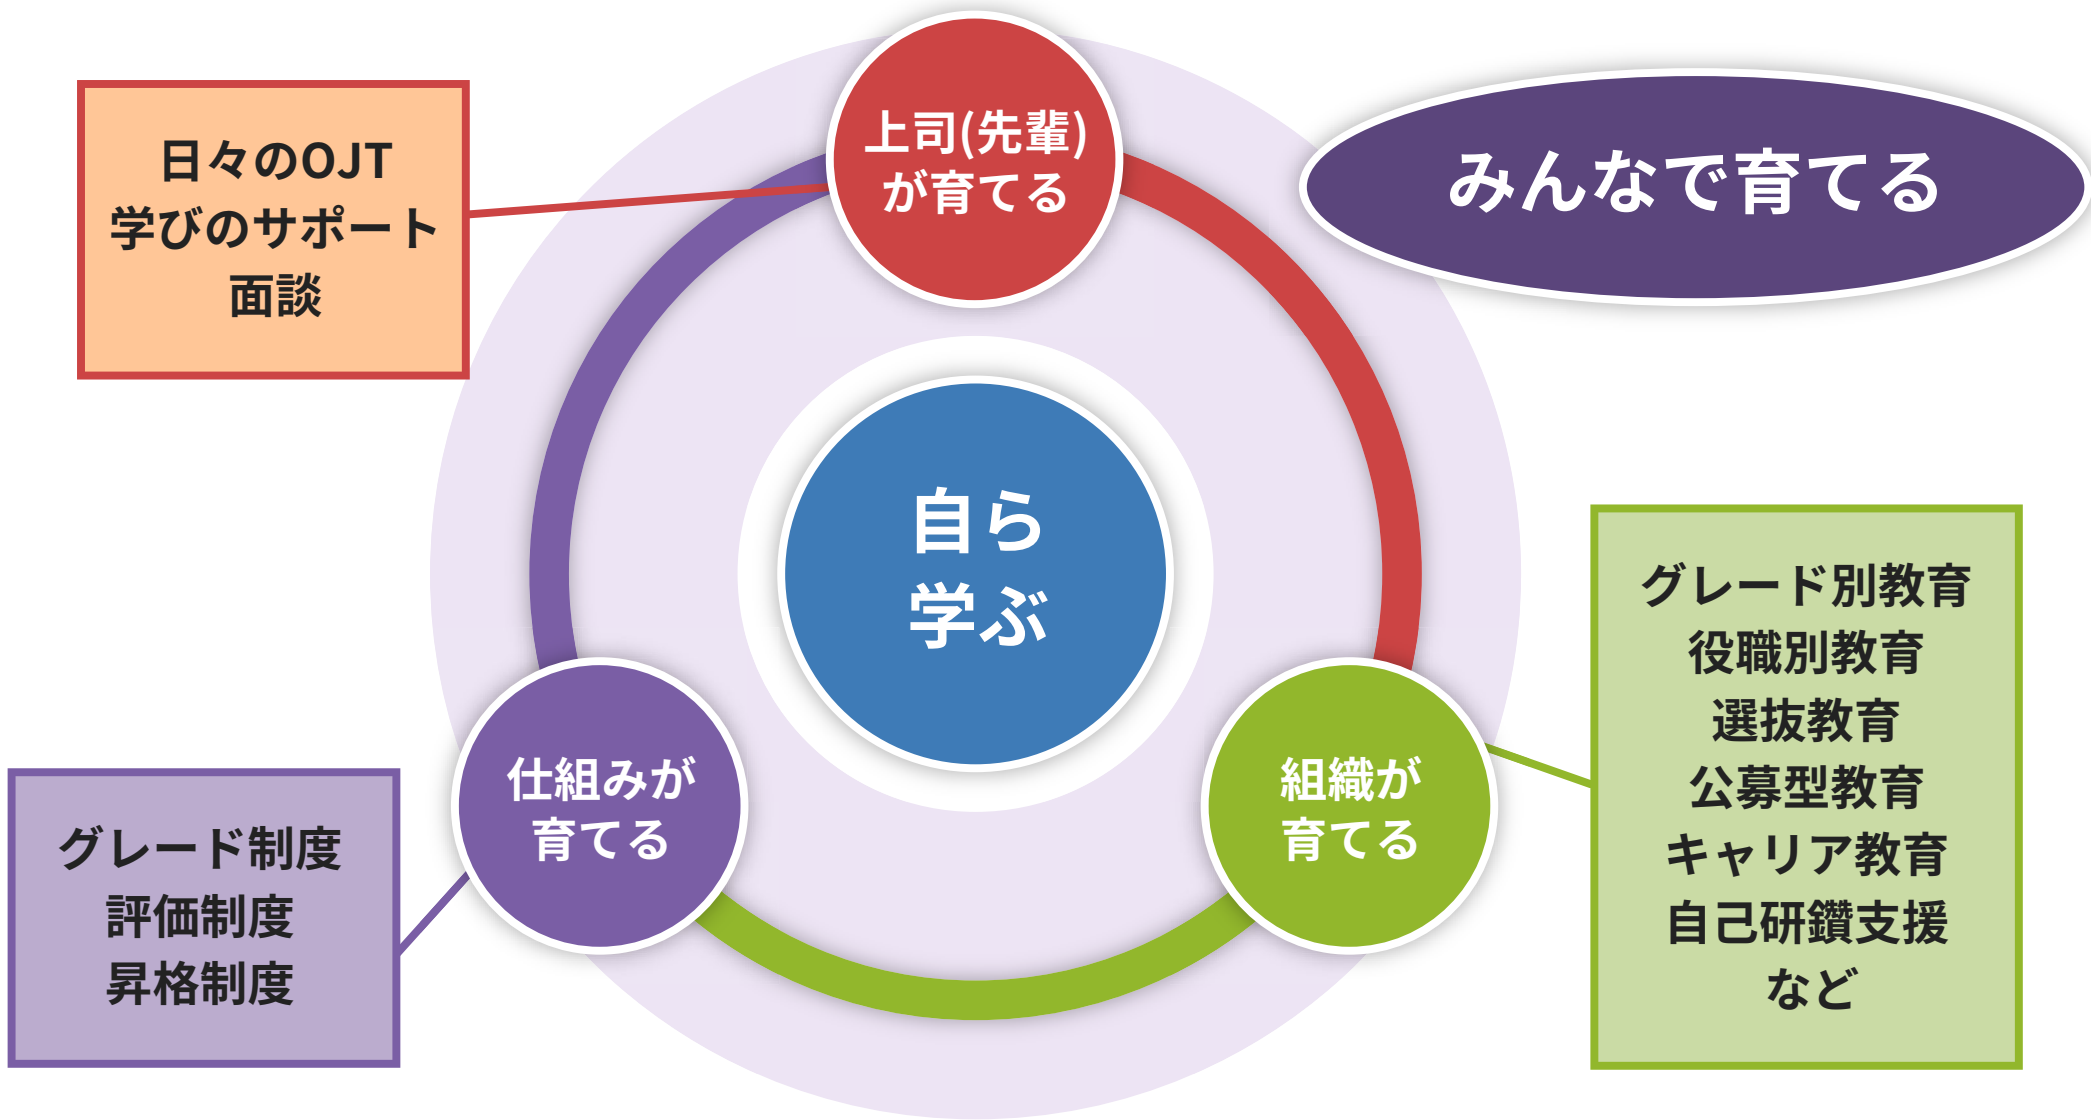 上司(先輩)
が育てる
みんなで育てる
日々のOJT
学びのサポート
面談
自ら
学ぶ
グレード別教育
役職別教育
選抜教育
公募型教育
キャリア教育
自己研鑽支援
など
仕組みが
育てる
組織が
育てる
グレード制度
評価制度
昇格制度